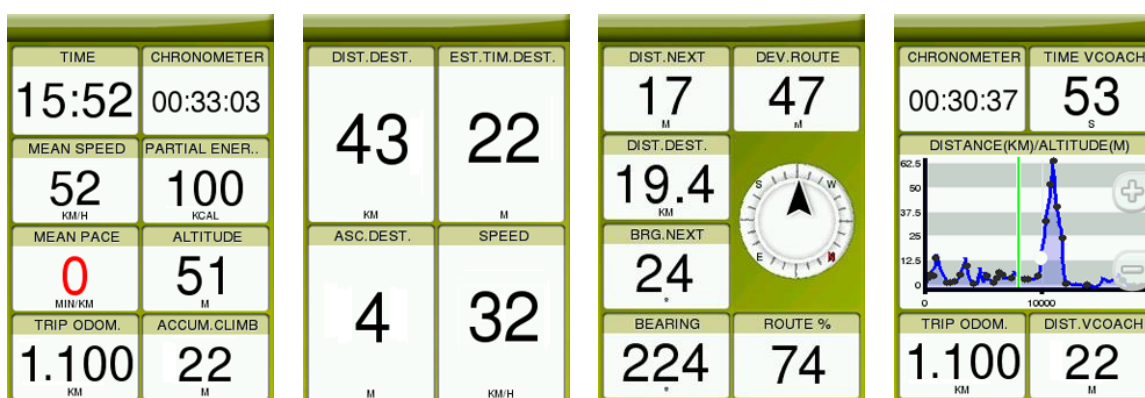 TIME CHRONOMETER
15:52 00:33:03
MEAN SPEED PARTIAL ENER..
52 100
KM/H KCAL
MEAN PACE ALTITUDE
0 51
MIN/KM M
TRIP ODOM. ACCUM.CLIMB
1.100 22
KM M
DIST.DEST. EST.TIM.DEST.
43 22
KM M
ASC.DEST. SPEED
4 32
M KM/H
DIST.NEXT DEV.ROUTE
17 47
M M
DIST.DEST.
19.4
KM
S W
E N
BRG.NEXT
24
°
BEARING ROUTE %
224 74
°
CHRONOMETER TIME VCOACH
00:30:37 53
S
DISTANCE(KM)/ALTITUDE(M)
62.5
50
37.5
25
12.5
0
0 10000
TRIP ODOM. DIST.VCOACH
1.100 22
KM M